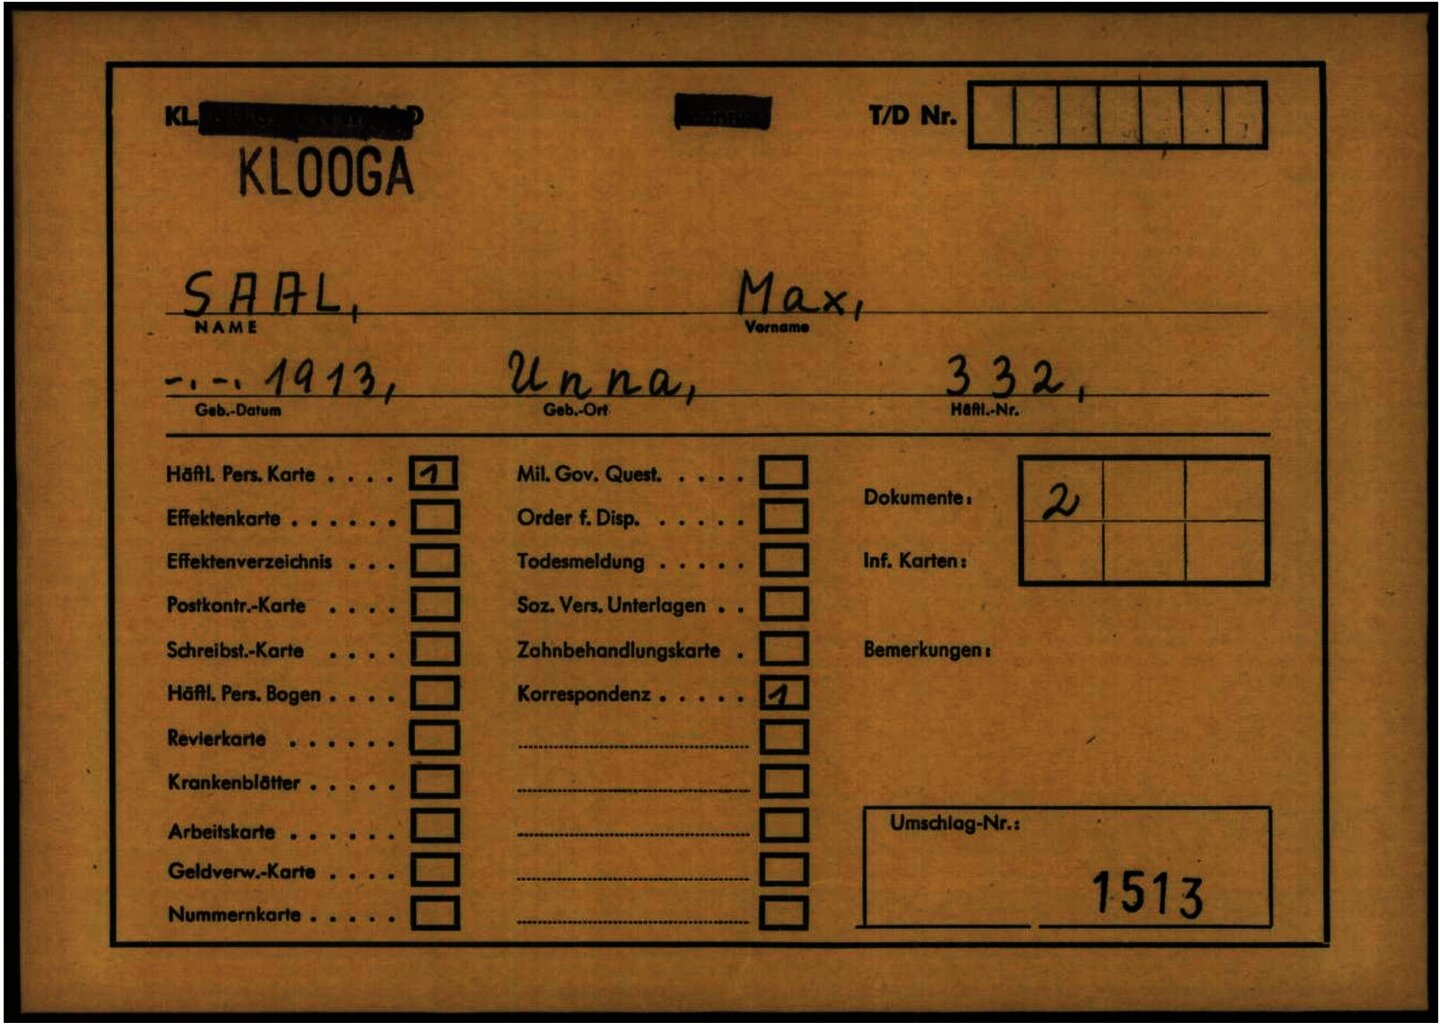 KL. T/D Nr.
KLOOGA
SAAL, Max,
NAME Vorname
-.-. 1913, Unna, 332,
Geb.-Datum Geb.-Ort Häftl.-Nr.
Häftl. Pers. Karte . . . . 1 Mil. Gov. Quest. . . . .
Effektenkarte . . . . . . Order f. Disp. . . . . .
Dokumente: 2
Effektenverzeichnis . . . Todesmeldung . . . . . Inf. Karten:
Postkontr.-Karte . . . . Soz. Vers. Unterlagen . .
Schreibst.-Karte . . . . Zahnbehandlungskarte . Bemerkungen:
Häftl. Pers. Bogen . . . . Korrespondenz . . . . . 1
Revierkarte . . . . . .
Krankenblätter . . . . .
Arbeitskarte . . . . . .
Geldverw.-Karte . . . .
Nummernkarte . . . . .
Umschlag-Nr.:
1513